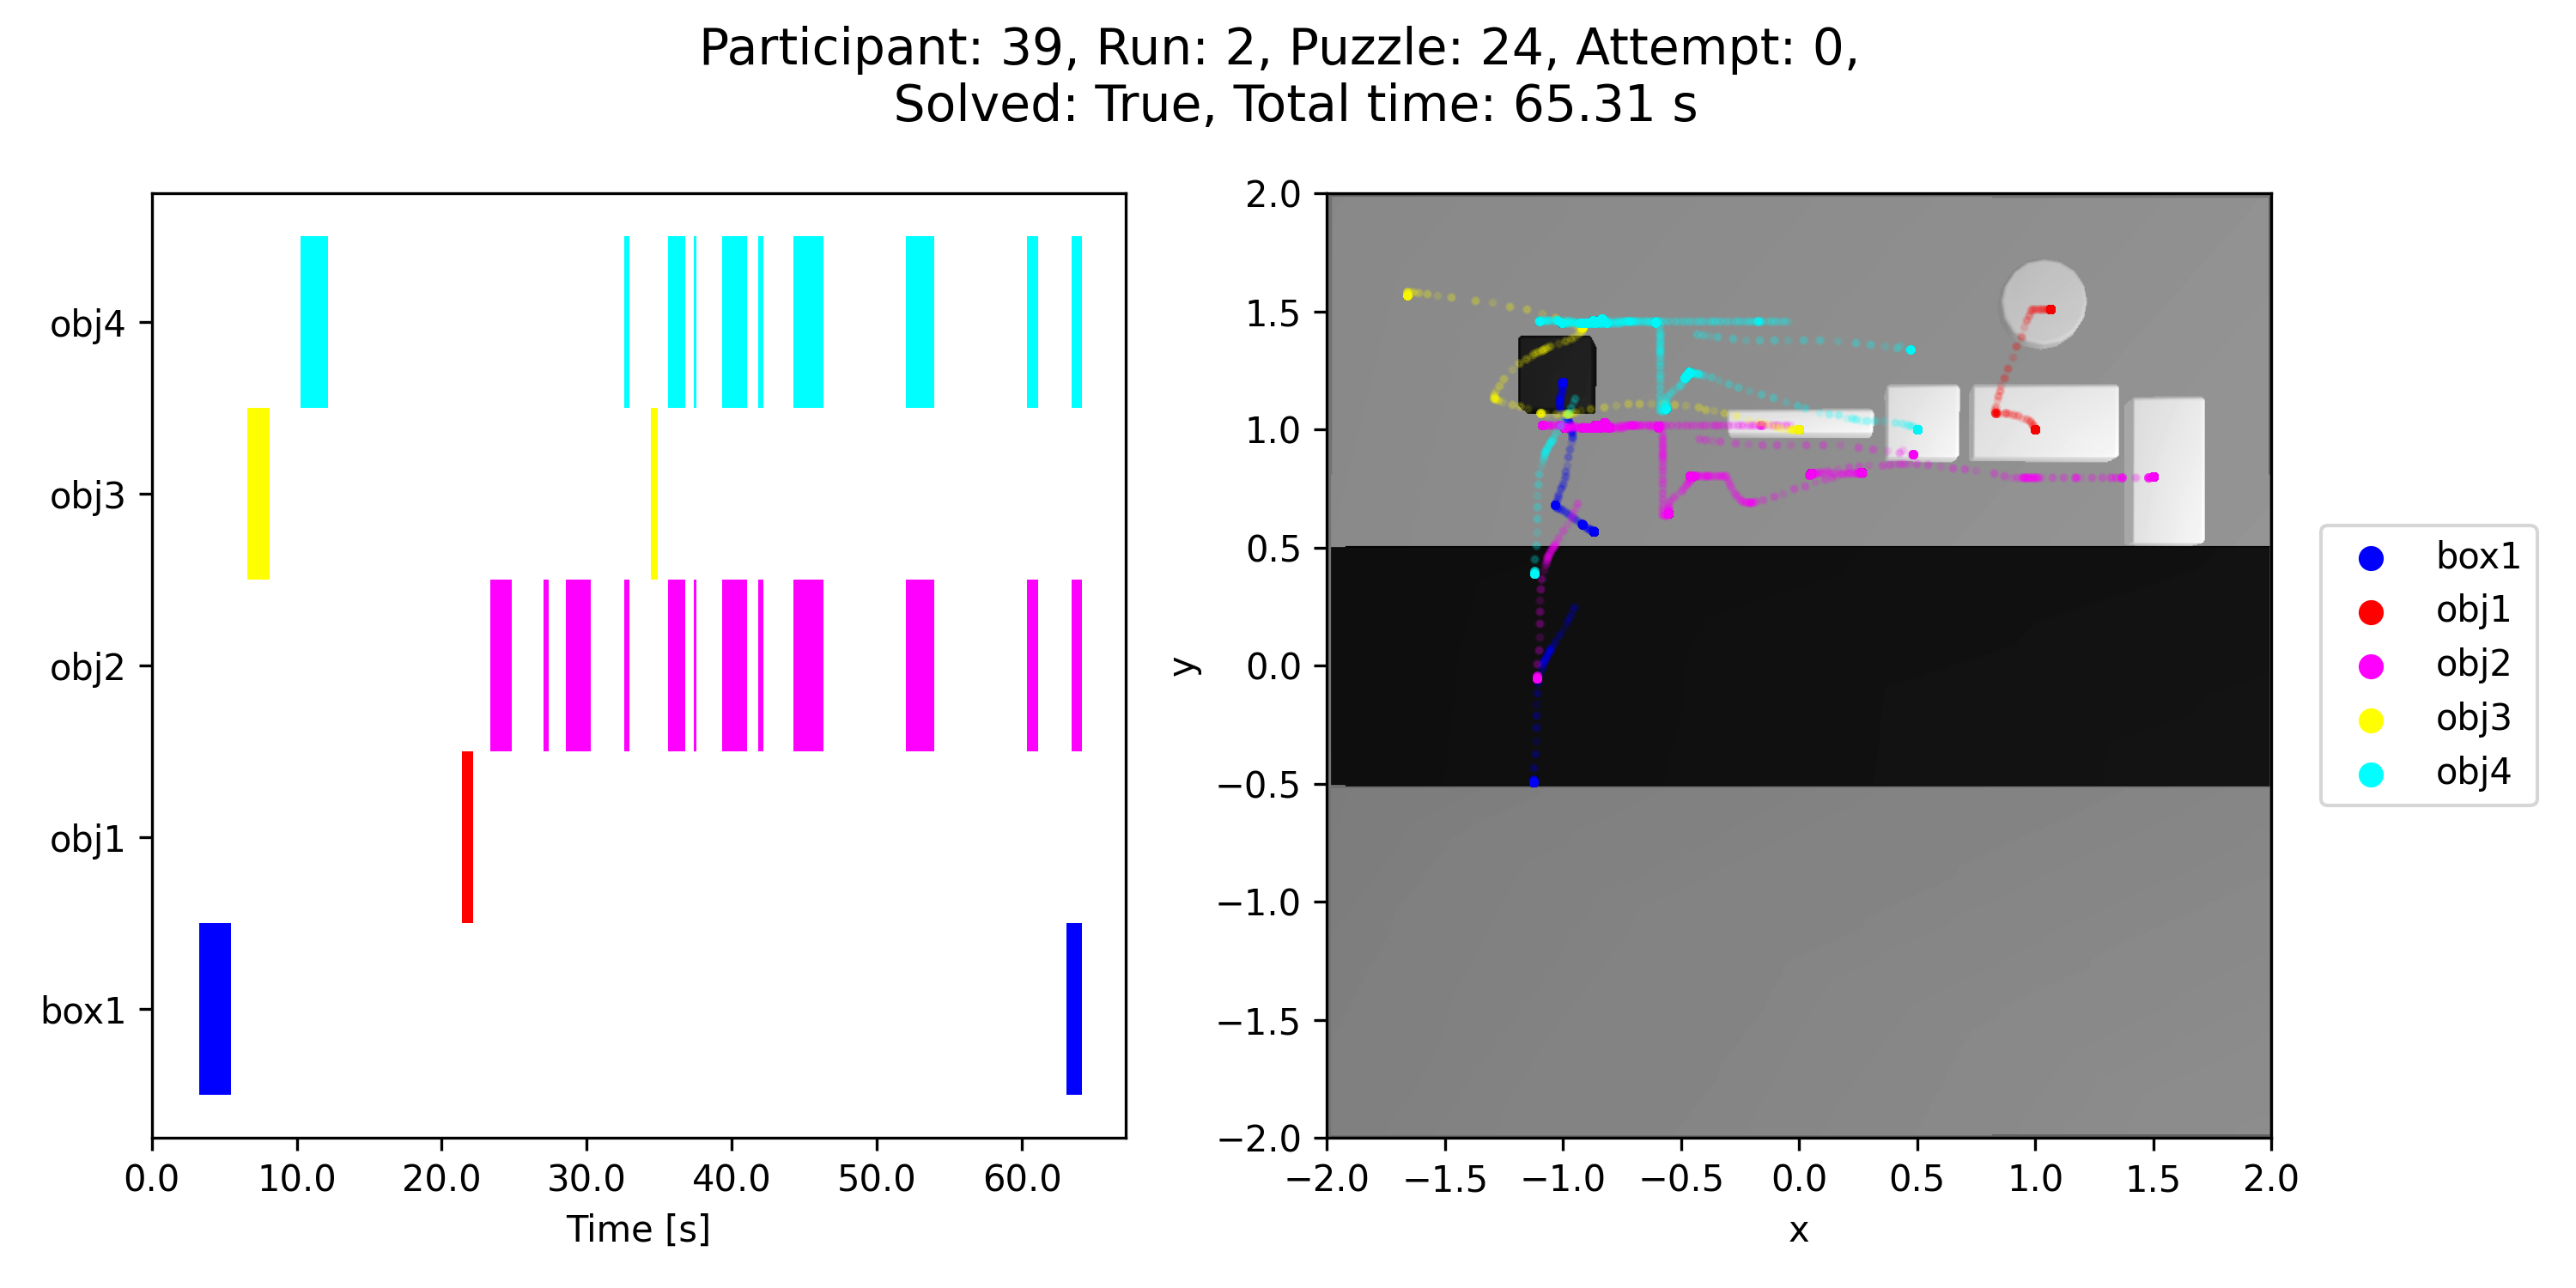 Participant: 39, Run: 2, Puzzle: 24, Attempt: 0,
Solved: True, Total time: 65.31 s
obj4
obj3
obj2
obj1
box1
0.0 10.0 20.0 30.0 40.0 50.0 60.0
Time [s]
2.0
1.5
1.0
0.5
0.0
−0.5
−1.0
−1.5
−2.0
y
−2.0 −1.5 −1.0 −0.5 0.0 0.5 1.0 1.5 2.0
x
box1
obj1
obj2
obj3
obj4